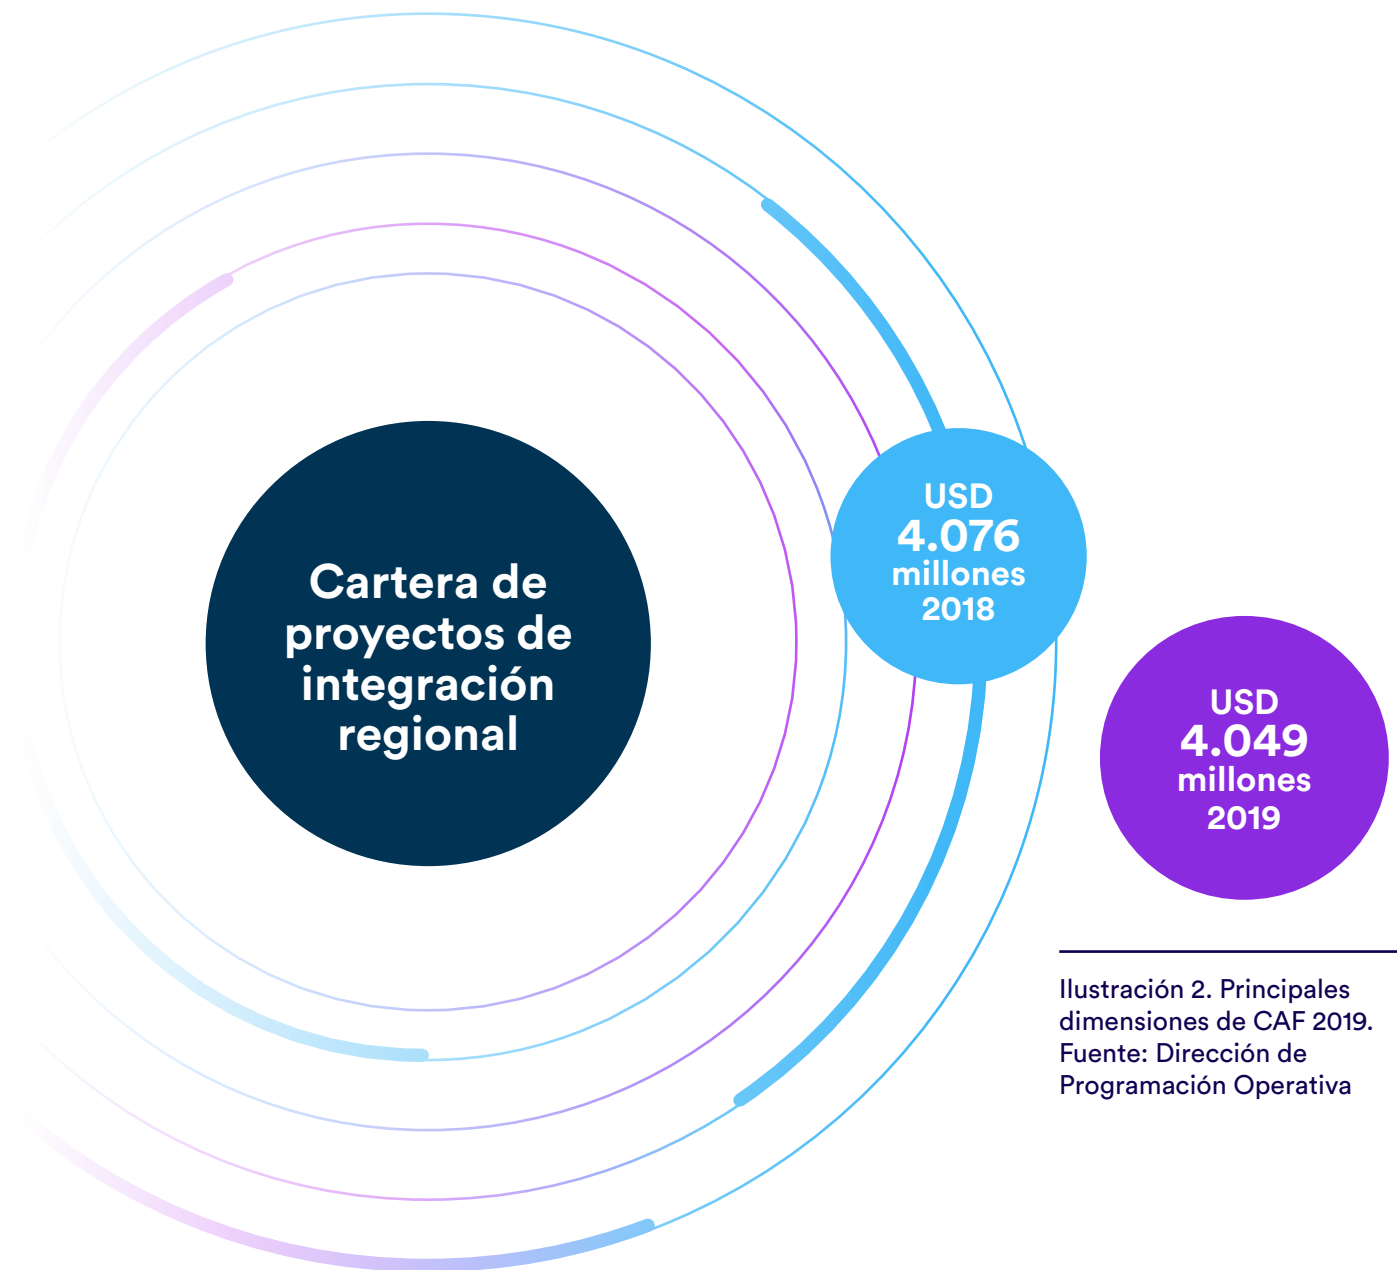 Cartera de
proyectos de
integración
regional
USD
4.076
millones
2018
USD
4.049
millones
2019
Ilustración 2. Principales
dimensiones de CAF 2019.
Fuente: Dirección de
Programación Operativa